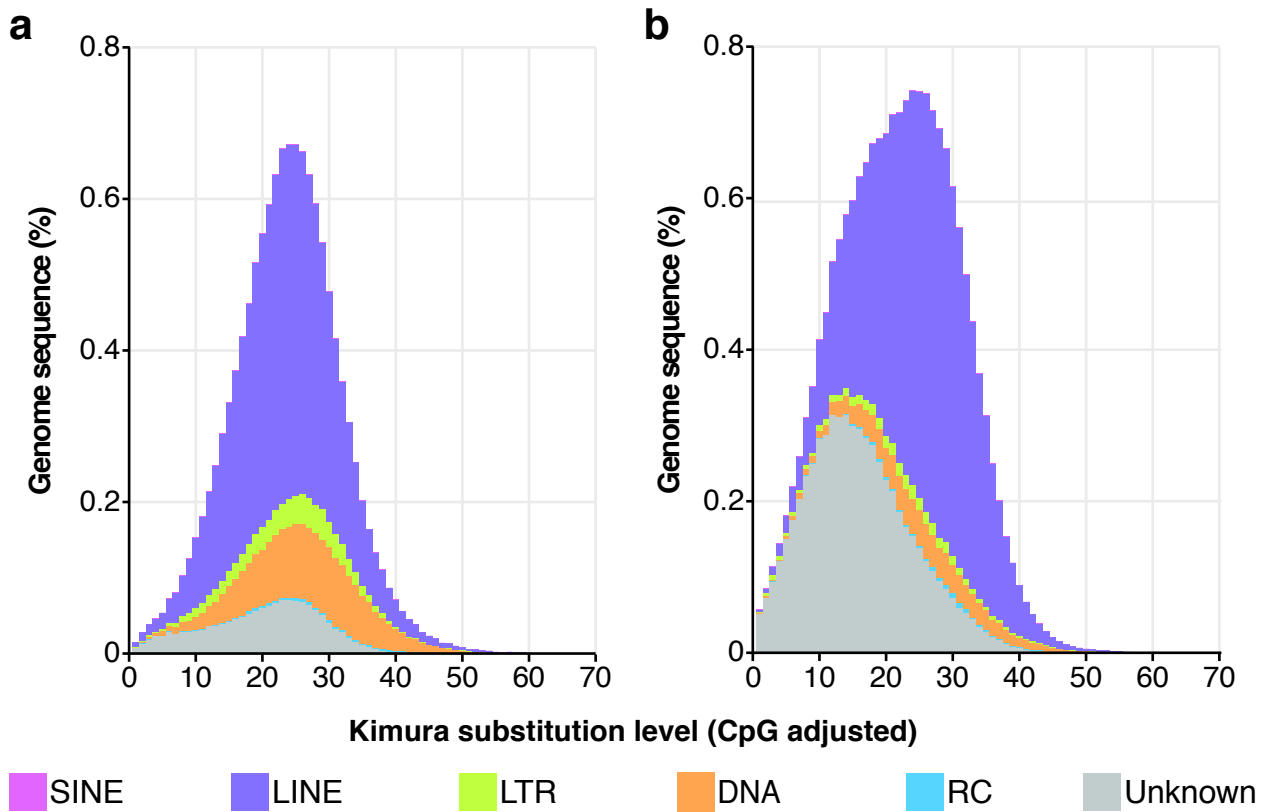 a
b
0.8
0.6
0.4
0.2
0
Genome sequence (%)
0 10 20 30 40 50 60 70
0.8
0.6
0.4
0.2
0
Genome sequence (%)
0 10 20 30 40 50 60 70
Kimura substitution level (CpG adjusted)
SINE LINE LTR DNA RC Unknown